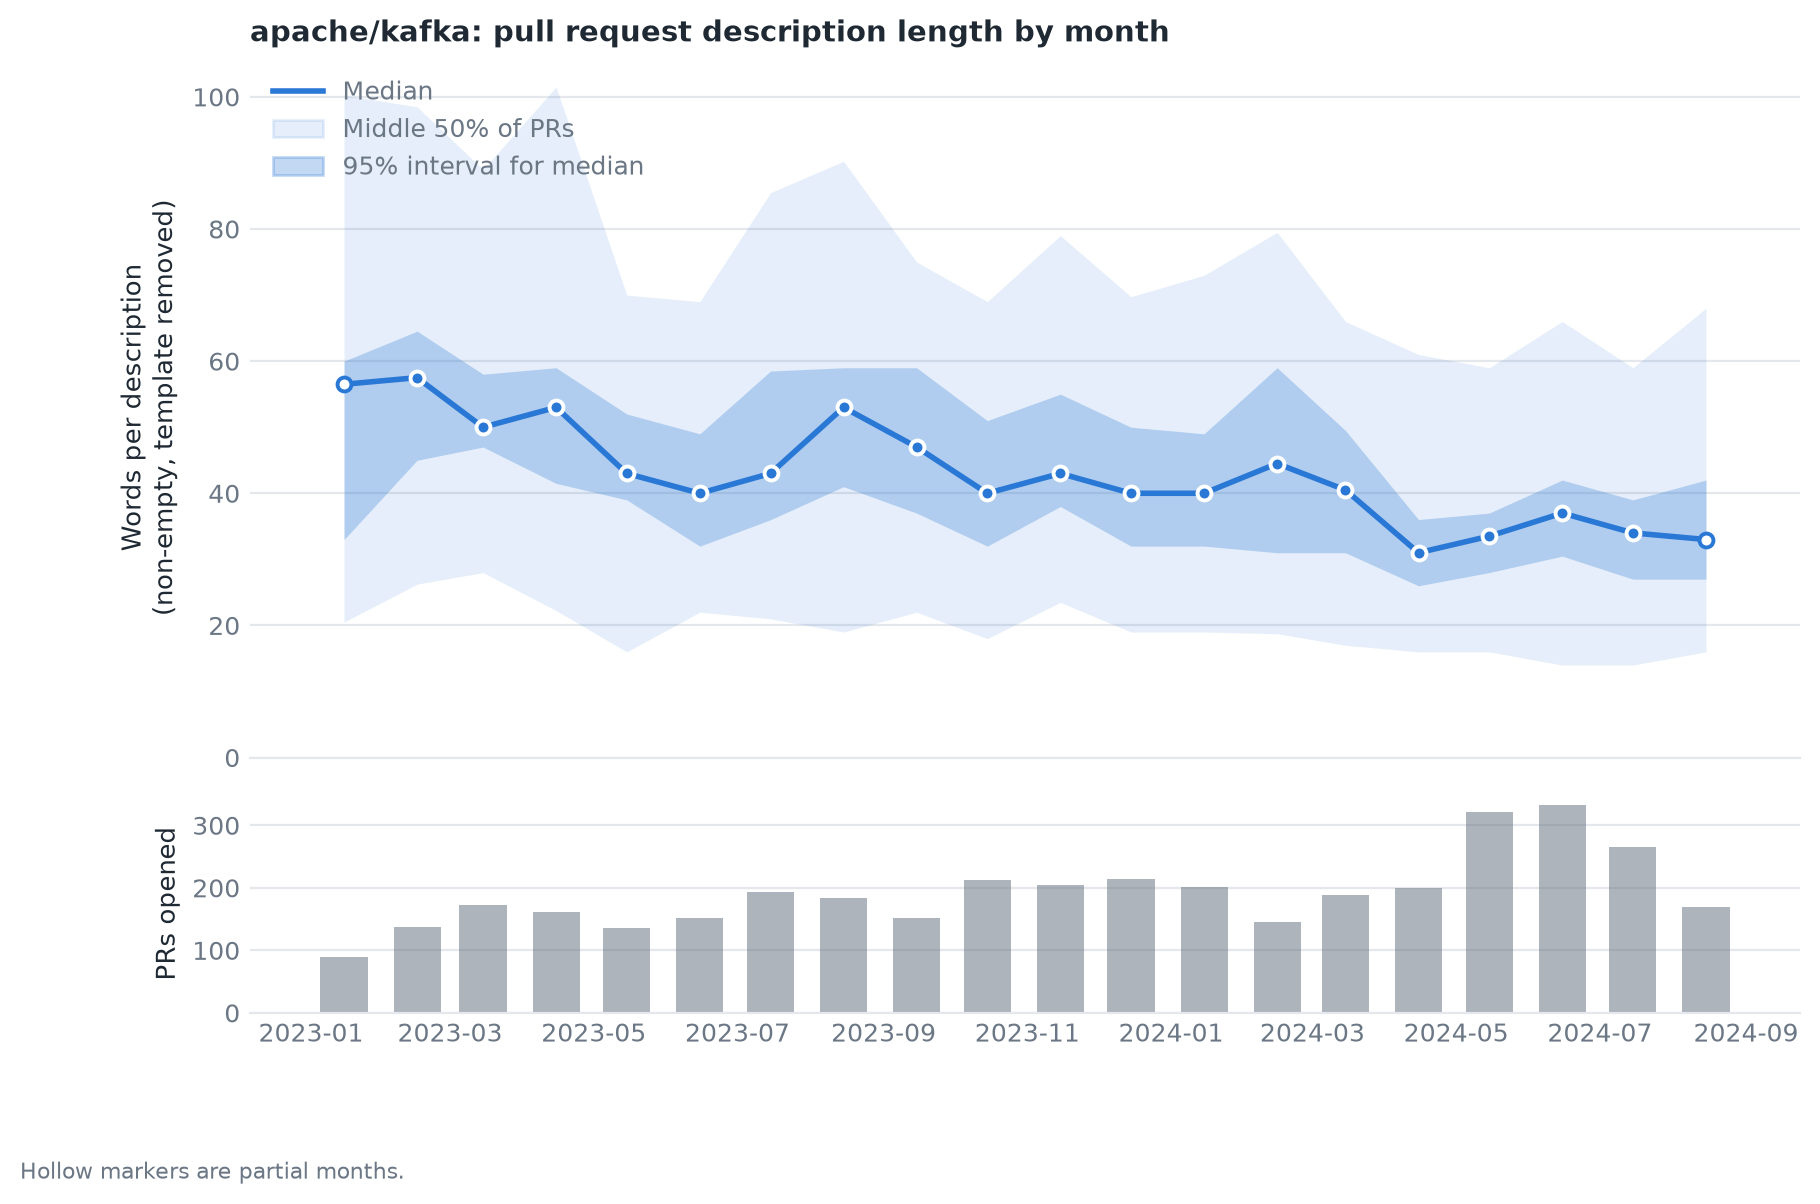 apache/kafka: pull request description length by month
Median
Middle 50% of PRs
95% interval for median
Words per description
(non-empty, template removed)
100
80
60
40
20
0
PRs opened
300
200
100
0
2023-01 2023-03 2023-05 2023-07 2023-09 2023-11 2024-01 2024-03 2024-05 2024-07 2024-09
Hollow markers are partial months.